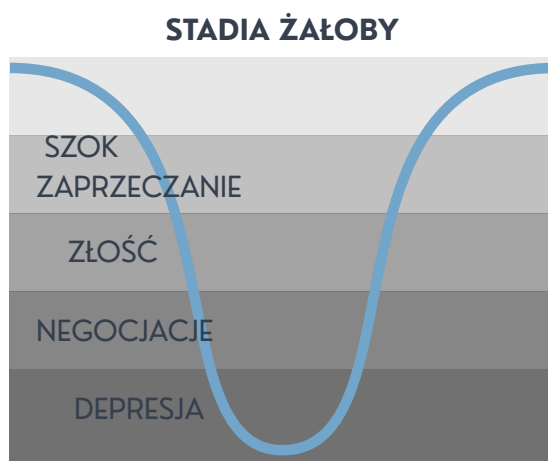 STADIA ŻAŁOBY
SZOK
ZAPRZECZANIE
ZŁOŚĆ
NEGOCJACJE
DEPRESJA